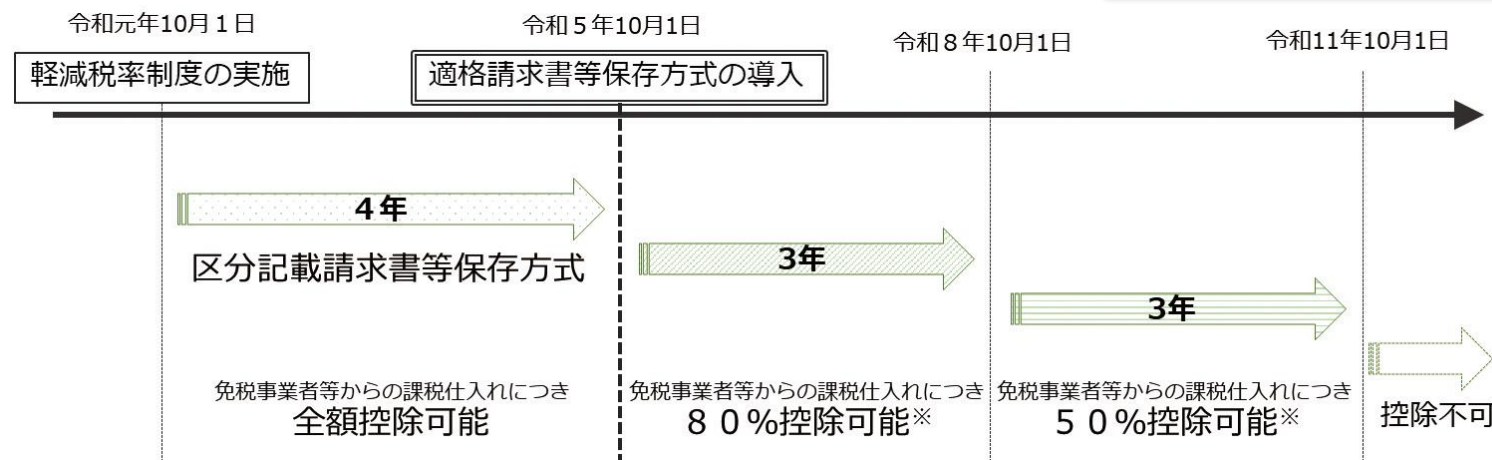 令和元年10月１日
令和５年10月1日
令和８年10月1日
令和11年10月1日
軽減税率制度の実施
適格請求書等保存方式の導入
４年
区分記載請求書等保存方式
3年
3年
免税事業者等からの課税仕入れにつき
全額控除可能
免税事業者等からの課税仕入れにつき
８０%控除可能※
免税事業者等からの課税仕入れにつき
５０%控除可能※
控除不可